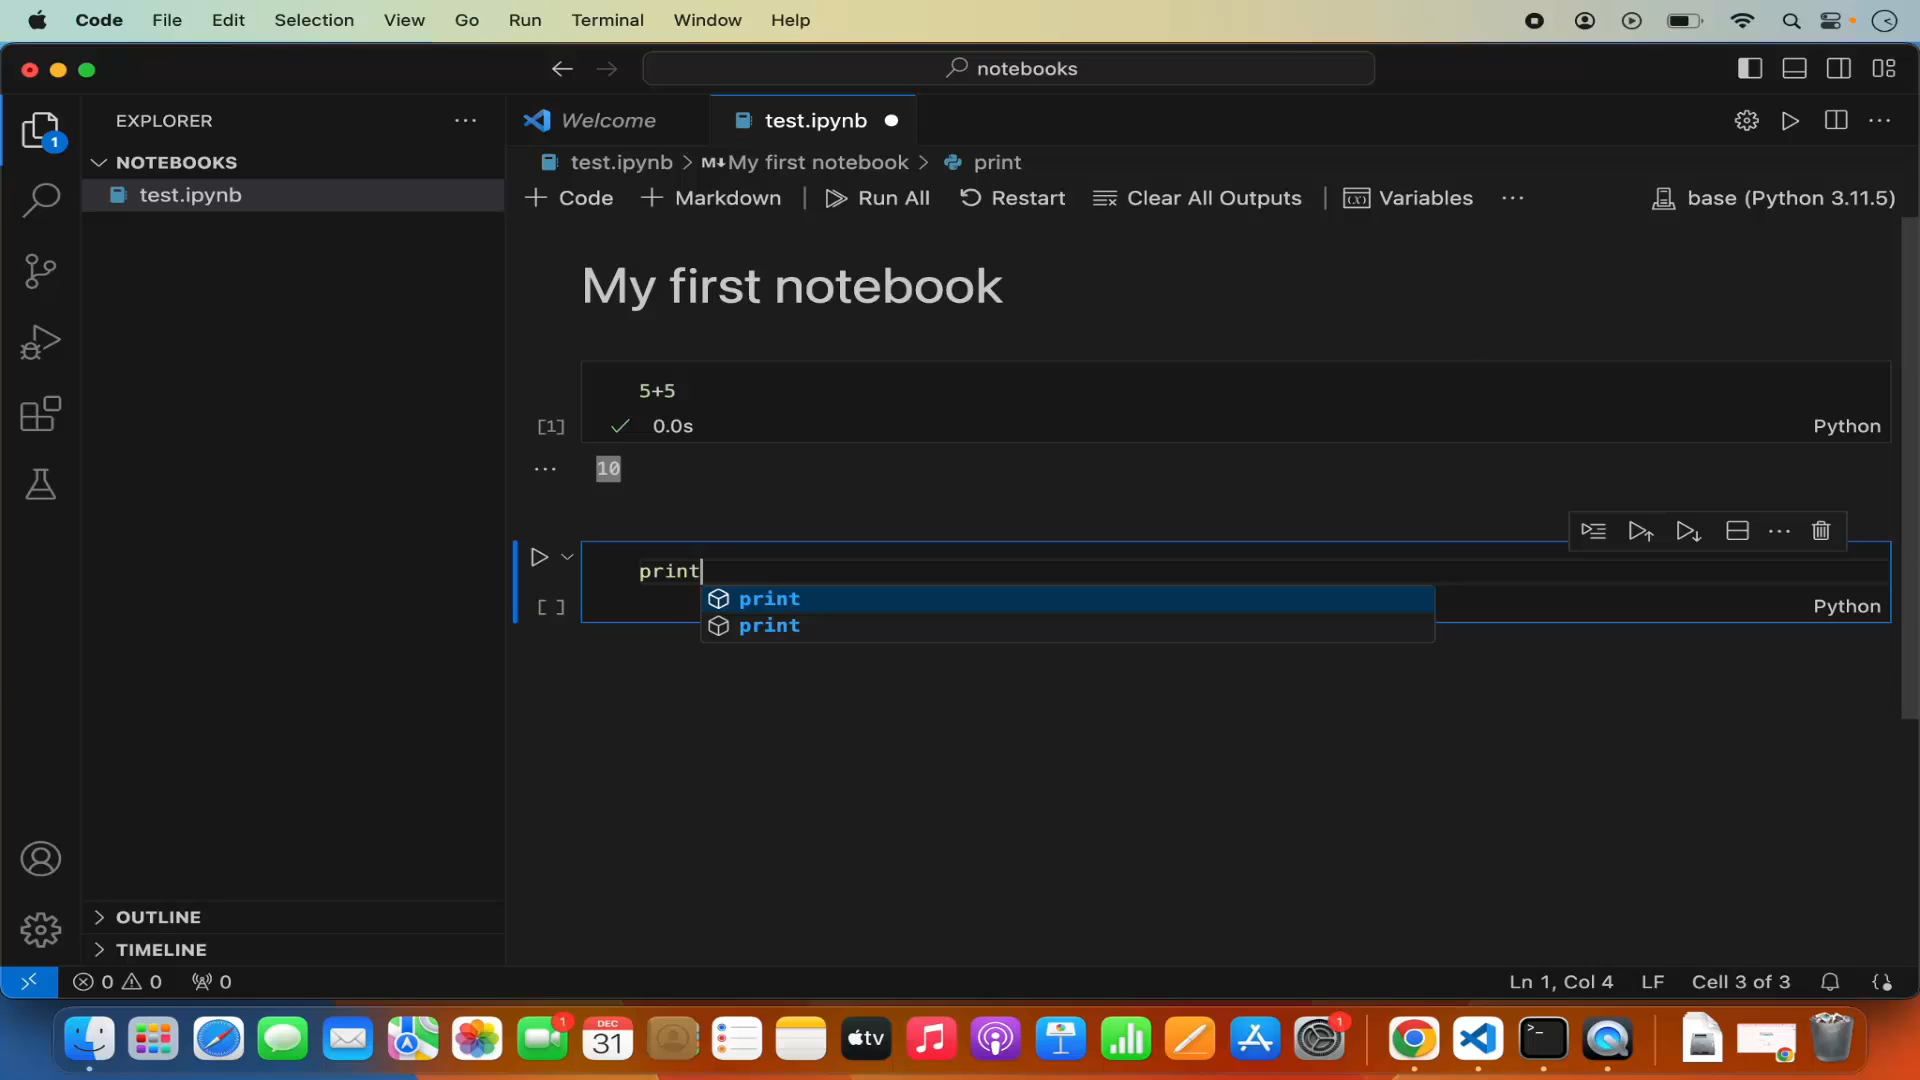 Code File Edit Selection View Go Run Terminal Window Help
notebooks
EXPLORER
Welcome test.ipynb
1
NOTEBOOKS
test.ipynb > M↓My first notebook > print
test.ipynb
Code Markdown Run All Restart Clear All Outputs Variables base (Python 3.11.5)
My first notebook
5+5
[1] 0.0s Python
10
print
[ ] Python
print
print
OUTLINE
TIMELINE
0 0 0 Ln 1, Col 4 LF Cell 3 of 3
1 DEC 31 tv 1 >_